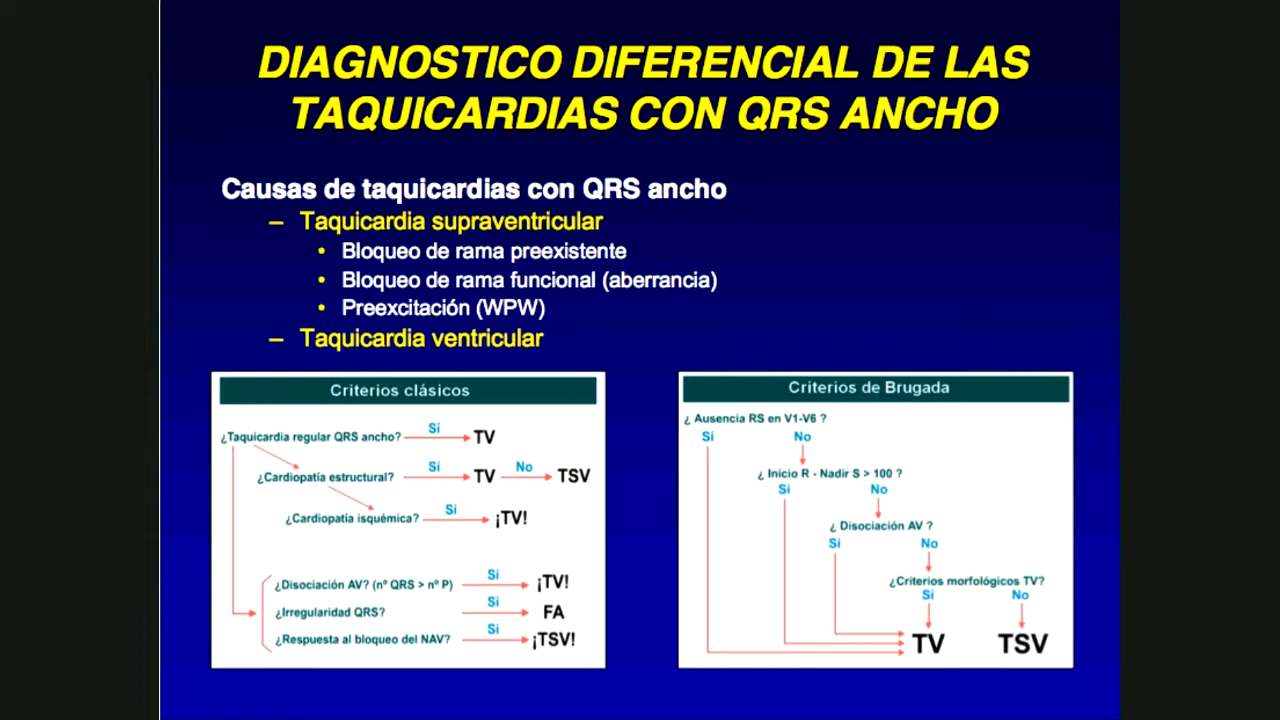 DIAGNOSTICO DIFERENCIAL DE LAS
TAQUICARDIAS CON QRS ANCHO
Causas de taquicardias con QRS ancho
– Taquicardia supraventricular
• Bloqueo de rama preexistente
• Bloqueo de rama funcional (aberrancia)
• Preexcitación (WPW)
– Taquicardia ventricular
Criterios clásicos
¿Taquicardia regular QRS ancho? Sí TV
¿Cardiopatía estructural? Sí TV No TSV
¿Cardiopatía isquémica? Sí ¡TV!
¿Disociación AV? (nº QRS > nº P) Sí ¡TV!
¿Irregularidad QRS? Sí FA
¿Respuesta al bloqueo del NAV? Sí ¡TSV!
Criterios de Brugada
¿ Ausencia RS en V1-V6 ?
Sí No
¿ Inicio R - Nadir S > 100 ?
Sí No
¿ Disociación AV ?
Sí No
¿Criterios morfológicos TV?
Sí No
TV TSV